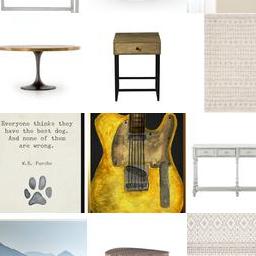 Everyone thinks they
have the best dog.
And none of them
are wrong.
W.R. Purche